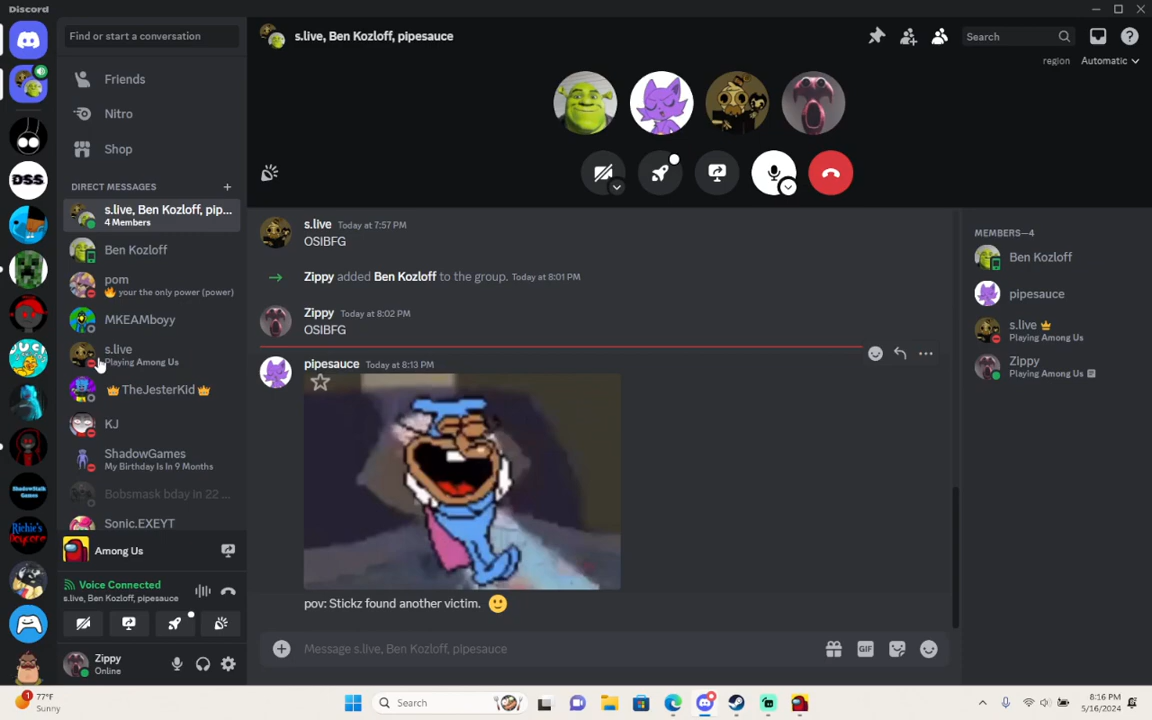 Discord
Find or start a conversation
s.live, Ben Kozloff, pipesauce
Search
region Automatic
Friends
Nitro
Shop
DIRECT MESSAGES +
s.live, Ben Kozloff, pip...
4 Members
Ben Kozloff
pom
your the only power (power)
MKEAMboyy
s.live
Playing Among Us
TheJesterKid
KJ
ShadowGames
My Birthday Is In 9 Months
Bobsmask bday in 22 ...
Sonic.EXEYT
Among Us
Voice Connected
s.live, Ben Kozloff, pipesauce
Zippy
Online
DSS
s.live Today at 7:57 PM
OSIBFG
Zippy added Ben Kozloff to the group. Today at 8:01 PM
Zippy Today at 8:02 PM
OSIBFG
pipesauce Today at 8:13 PM
pov: Stickz found another victim.
Message s.live, Ben Kozloff, pipesauce
GIF
MEMBERS—4
Ben Kozloff
pipesauce
s.live
Playing Among Us
Zippy
Playing Among Us
1
77°F
Sunny
Search
8:16 PM
5/16/2024